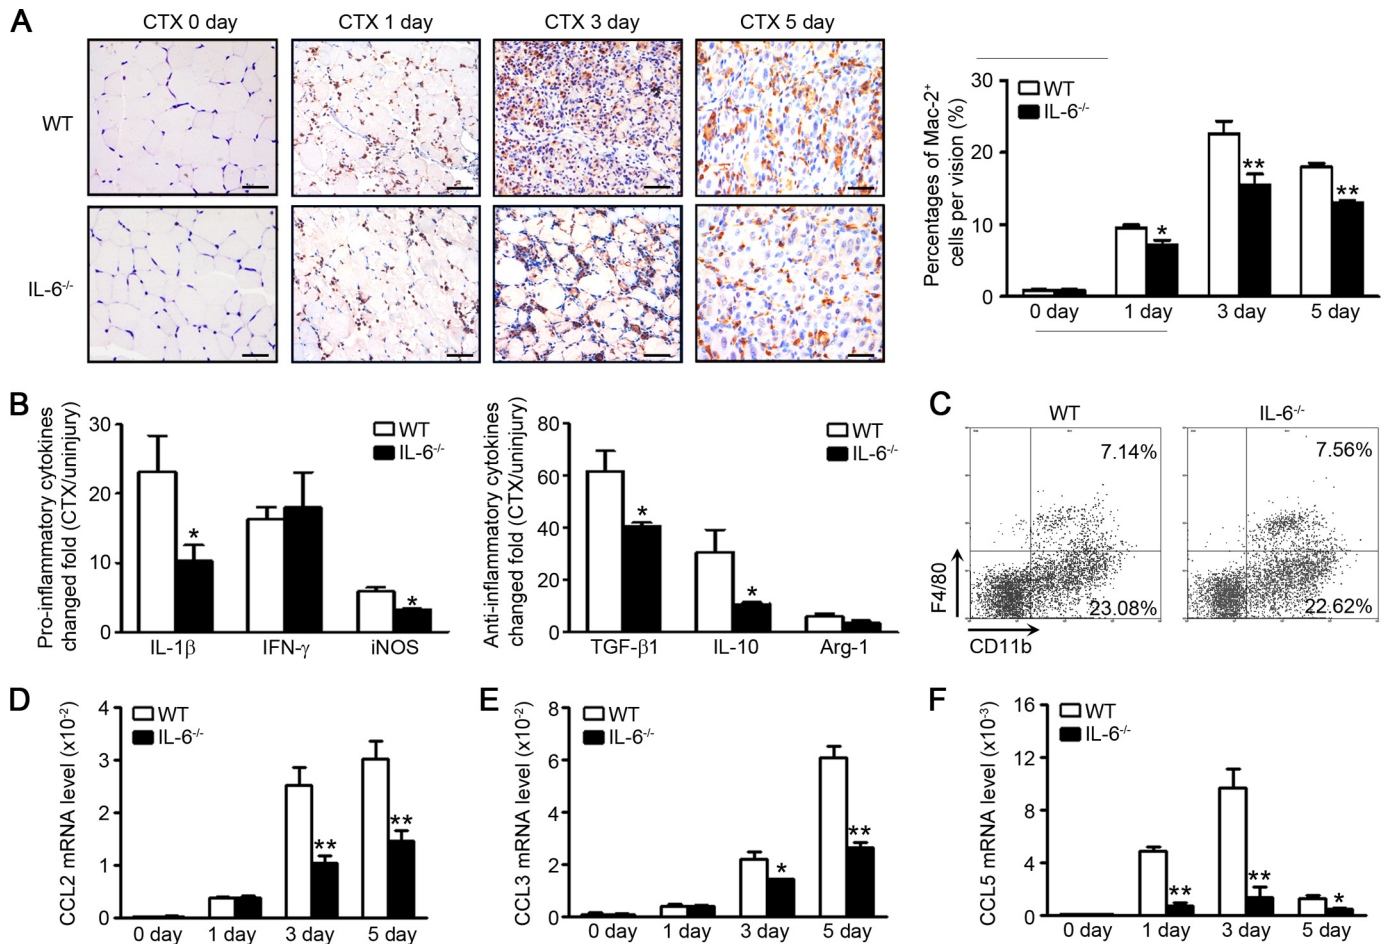 A
CTX 0 day
CTX 1 day
CTX 3 day
CTX 5 day
WT
IL-6-/-
Percentages of Mac-2+
cells per vision (%)
30
20
10
0
WT
IL-6-/-
*
**
**
0 day
1 day
3 day
5 day
B
Pro-inflammatory cytokines
changed fold (CTX/uninjury)
30
20
10
0
WT
IL-6-/-
*
*
IL-1β
IFN-γ
iNOS
Anti-inflammatory cytokines
changed fold (CTX/uninjury)
80
60
40
20
0
WT
IL-6-/-
*
*
TGF-β1
IL-10
Arg-1
C
WT
IL-6-/-
7.14%
23.08%
7.56%
22.62%
F4/80
CD11b
D
CCL2 mRNA level (x10-2)
4
3
2
1
0
WT
IL-6-/-
**
**
0 day
1 day
3 day
5 day
E
CCL3 mRNA level (x10-2)
8
6
4
2
0
WT
IL-6-/-
*
**
0 day
1 day
3 day
5 day
F
CCL5 mRNA level (x10-3)
16
12
8
4
0
WT
IL-6-/-
**
**
*
0 day
1 day
3 day
5 day